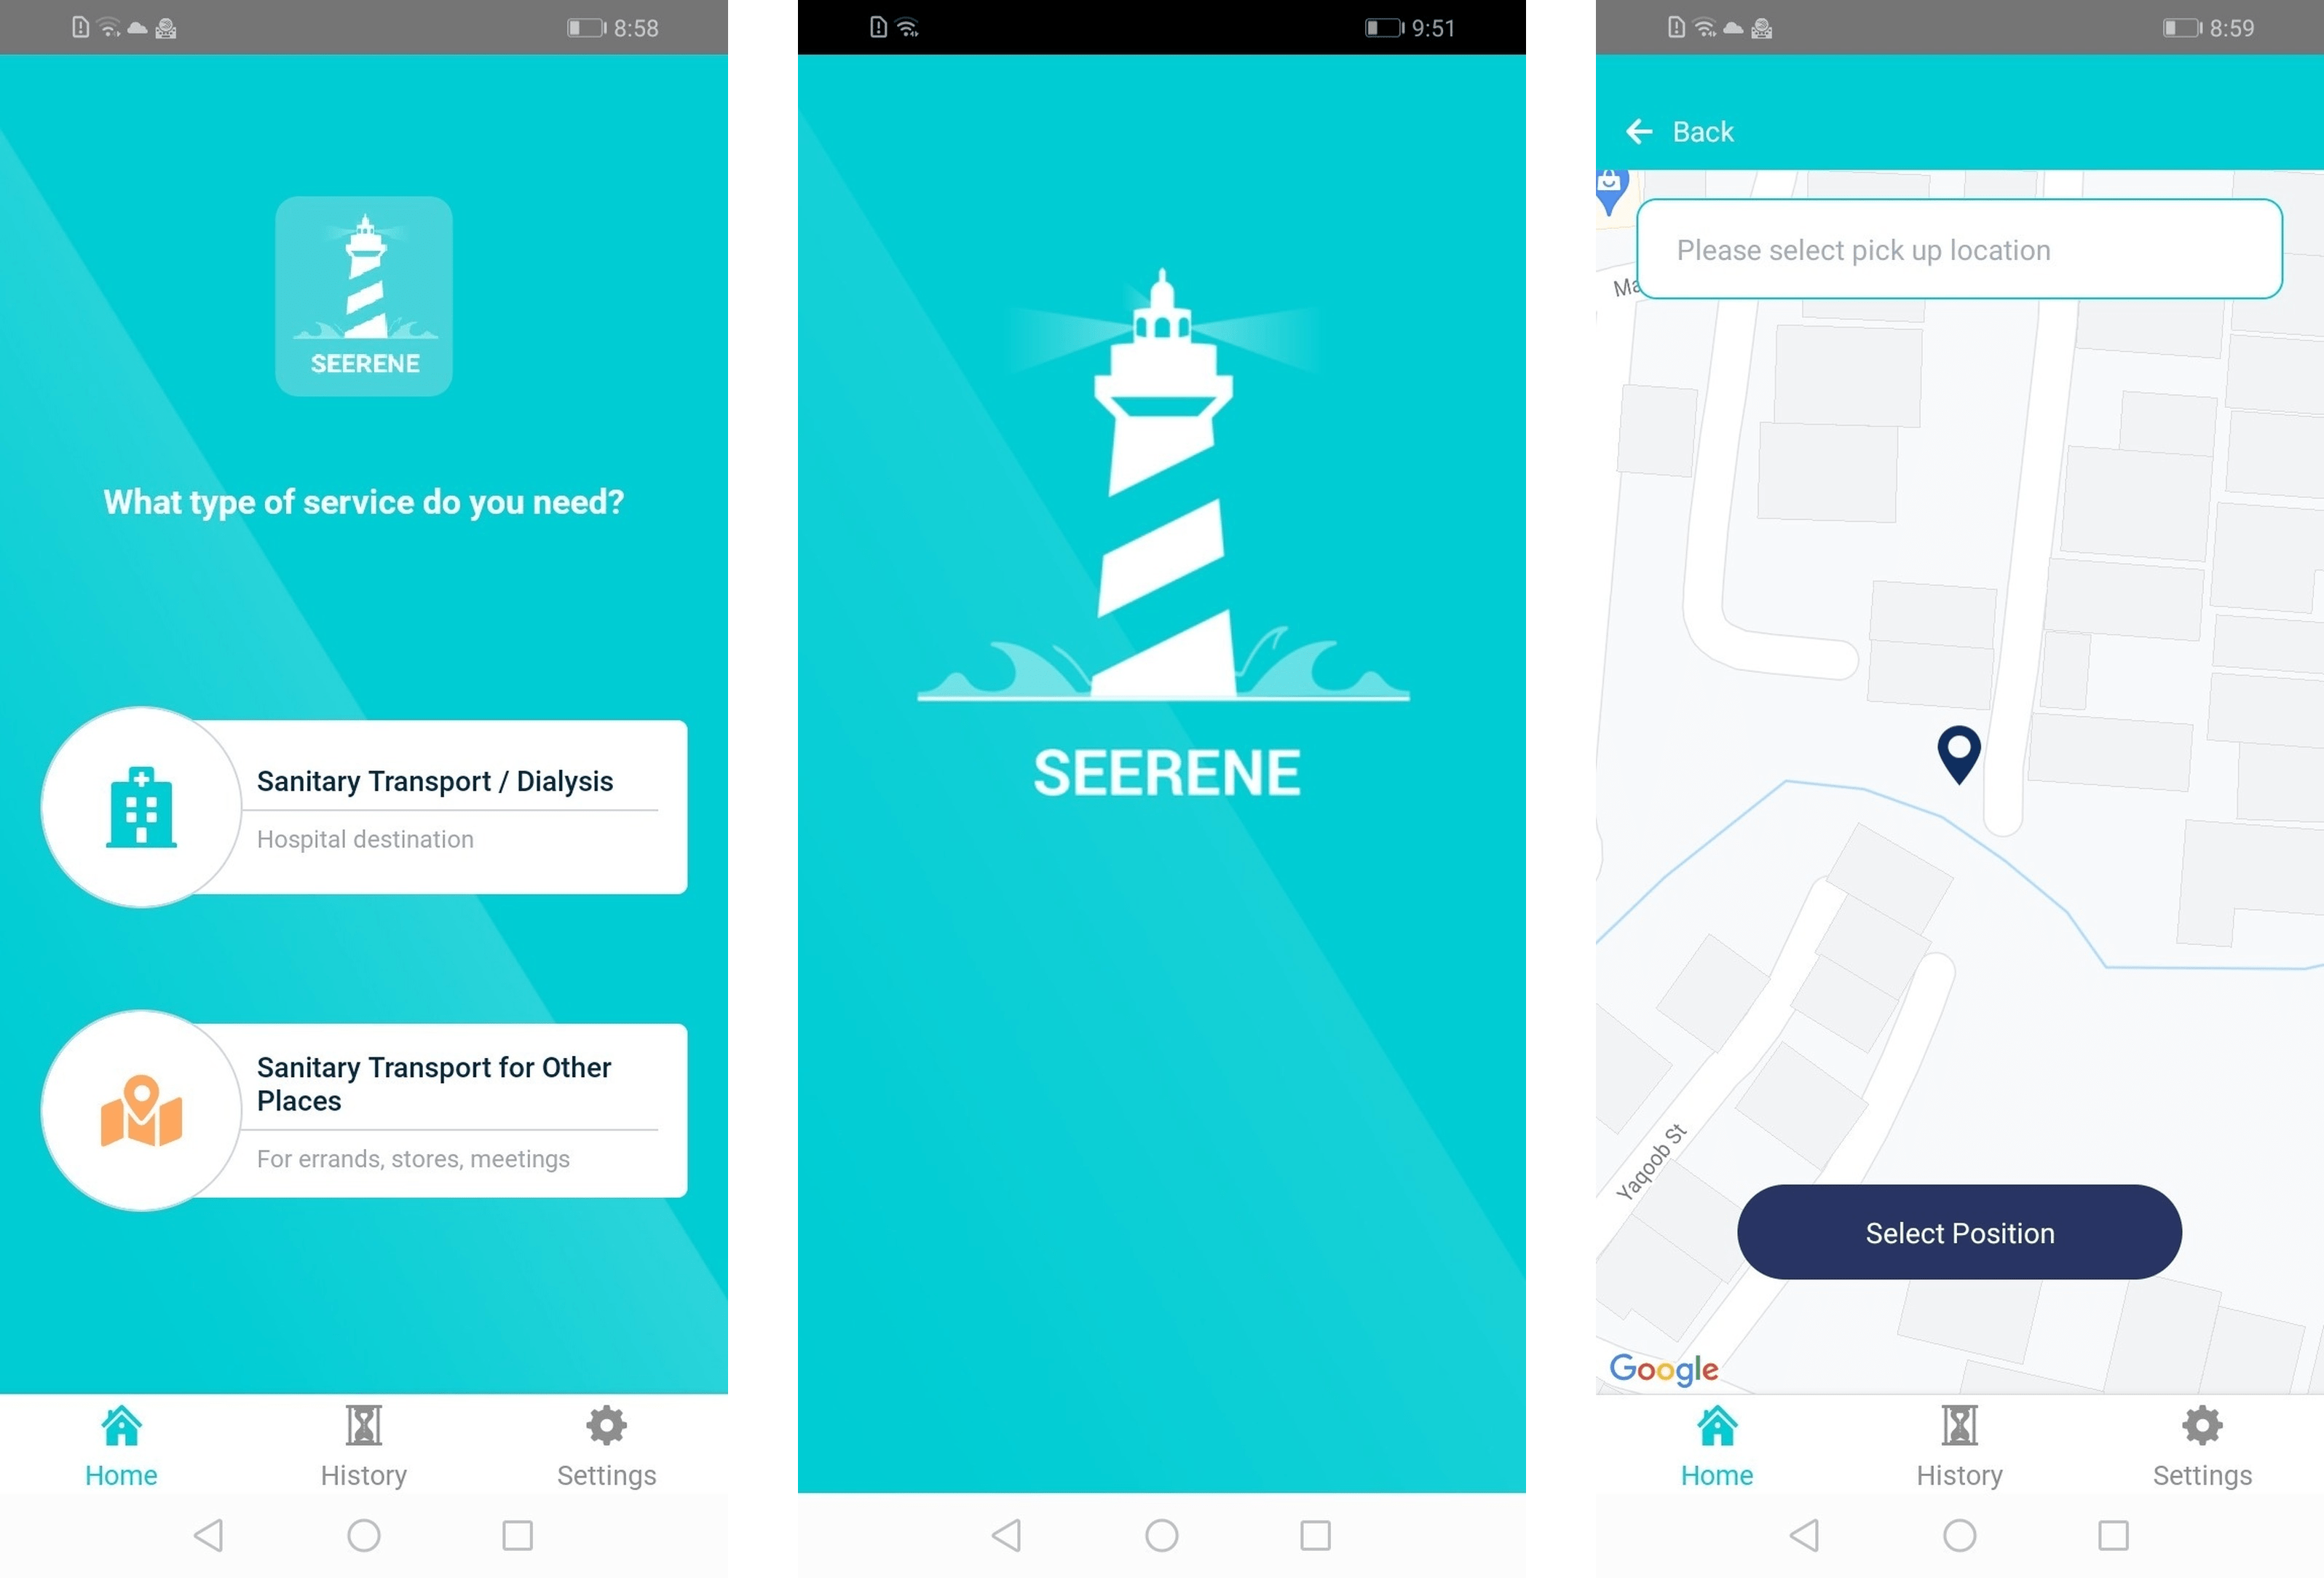 8:58
SEERENE
What type of service do you need?
Sanitary Transport / Dialysis
Hospital destination
Sanitary Transport for Other
Places
For errands, stores, meetings
Home
History
Settings
9:51
SEERENE
8:59
Back
Please select pick up location
Ma
Yaqoob St
Select Position
Google
Home
History
Settings